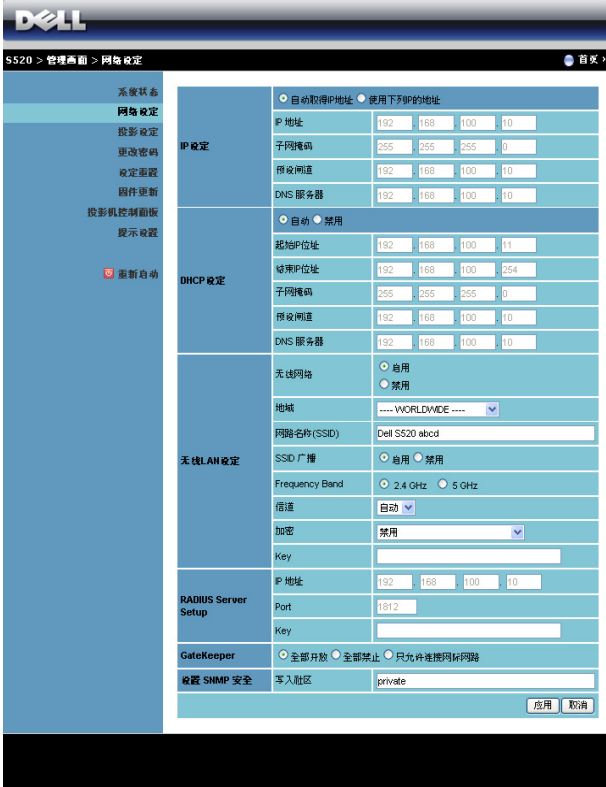 DELL
S520 > 管理画面 > 网络设定
首页
系统状态
网络设定
投影设定
更改密码
设定重置
固件更新
投影机控制面板
提示设置
重新自动
IP 设定
自动取得IP地址 使用下列IP的地址
IP 地址 192 . 168 . 100 . 10
子网掩码 255 . 255 . 255 . 0
预设闸道 192 . 168 . 100 . 10
DNS 服务器 192 . 168 . 100 . 10
DHCP 设定
自动 禁用
起始IP位址 192 . 168 . 100 . 11
结束IP位址 192 . 168 . 100 . 254
子网掩码 255 . 255 . 255 . 0
预设闸道 192 . 168 . 100 . 10
DNS 服务器 192 . 168 . 100 . 10
无线LAN设定
无线网络 启用
禁用
地域 ---- WORLDWIDE ----
网路名称(SSID) Dell S520 abcd
SSID 广播 启用 禁用
Frequency Band 2.4 GHz 5 GHz
信道 自动
加密 禁用
Key
RADIUS Server Setup
IP 地址 192 . 168 . 100 . 10
Port 1812
Key
GateKeeper 全部开放 全部禁止 只允许连接网际网路
设置 SNMP 安全 写入社区 private
应用 取消